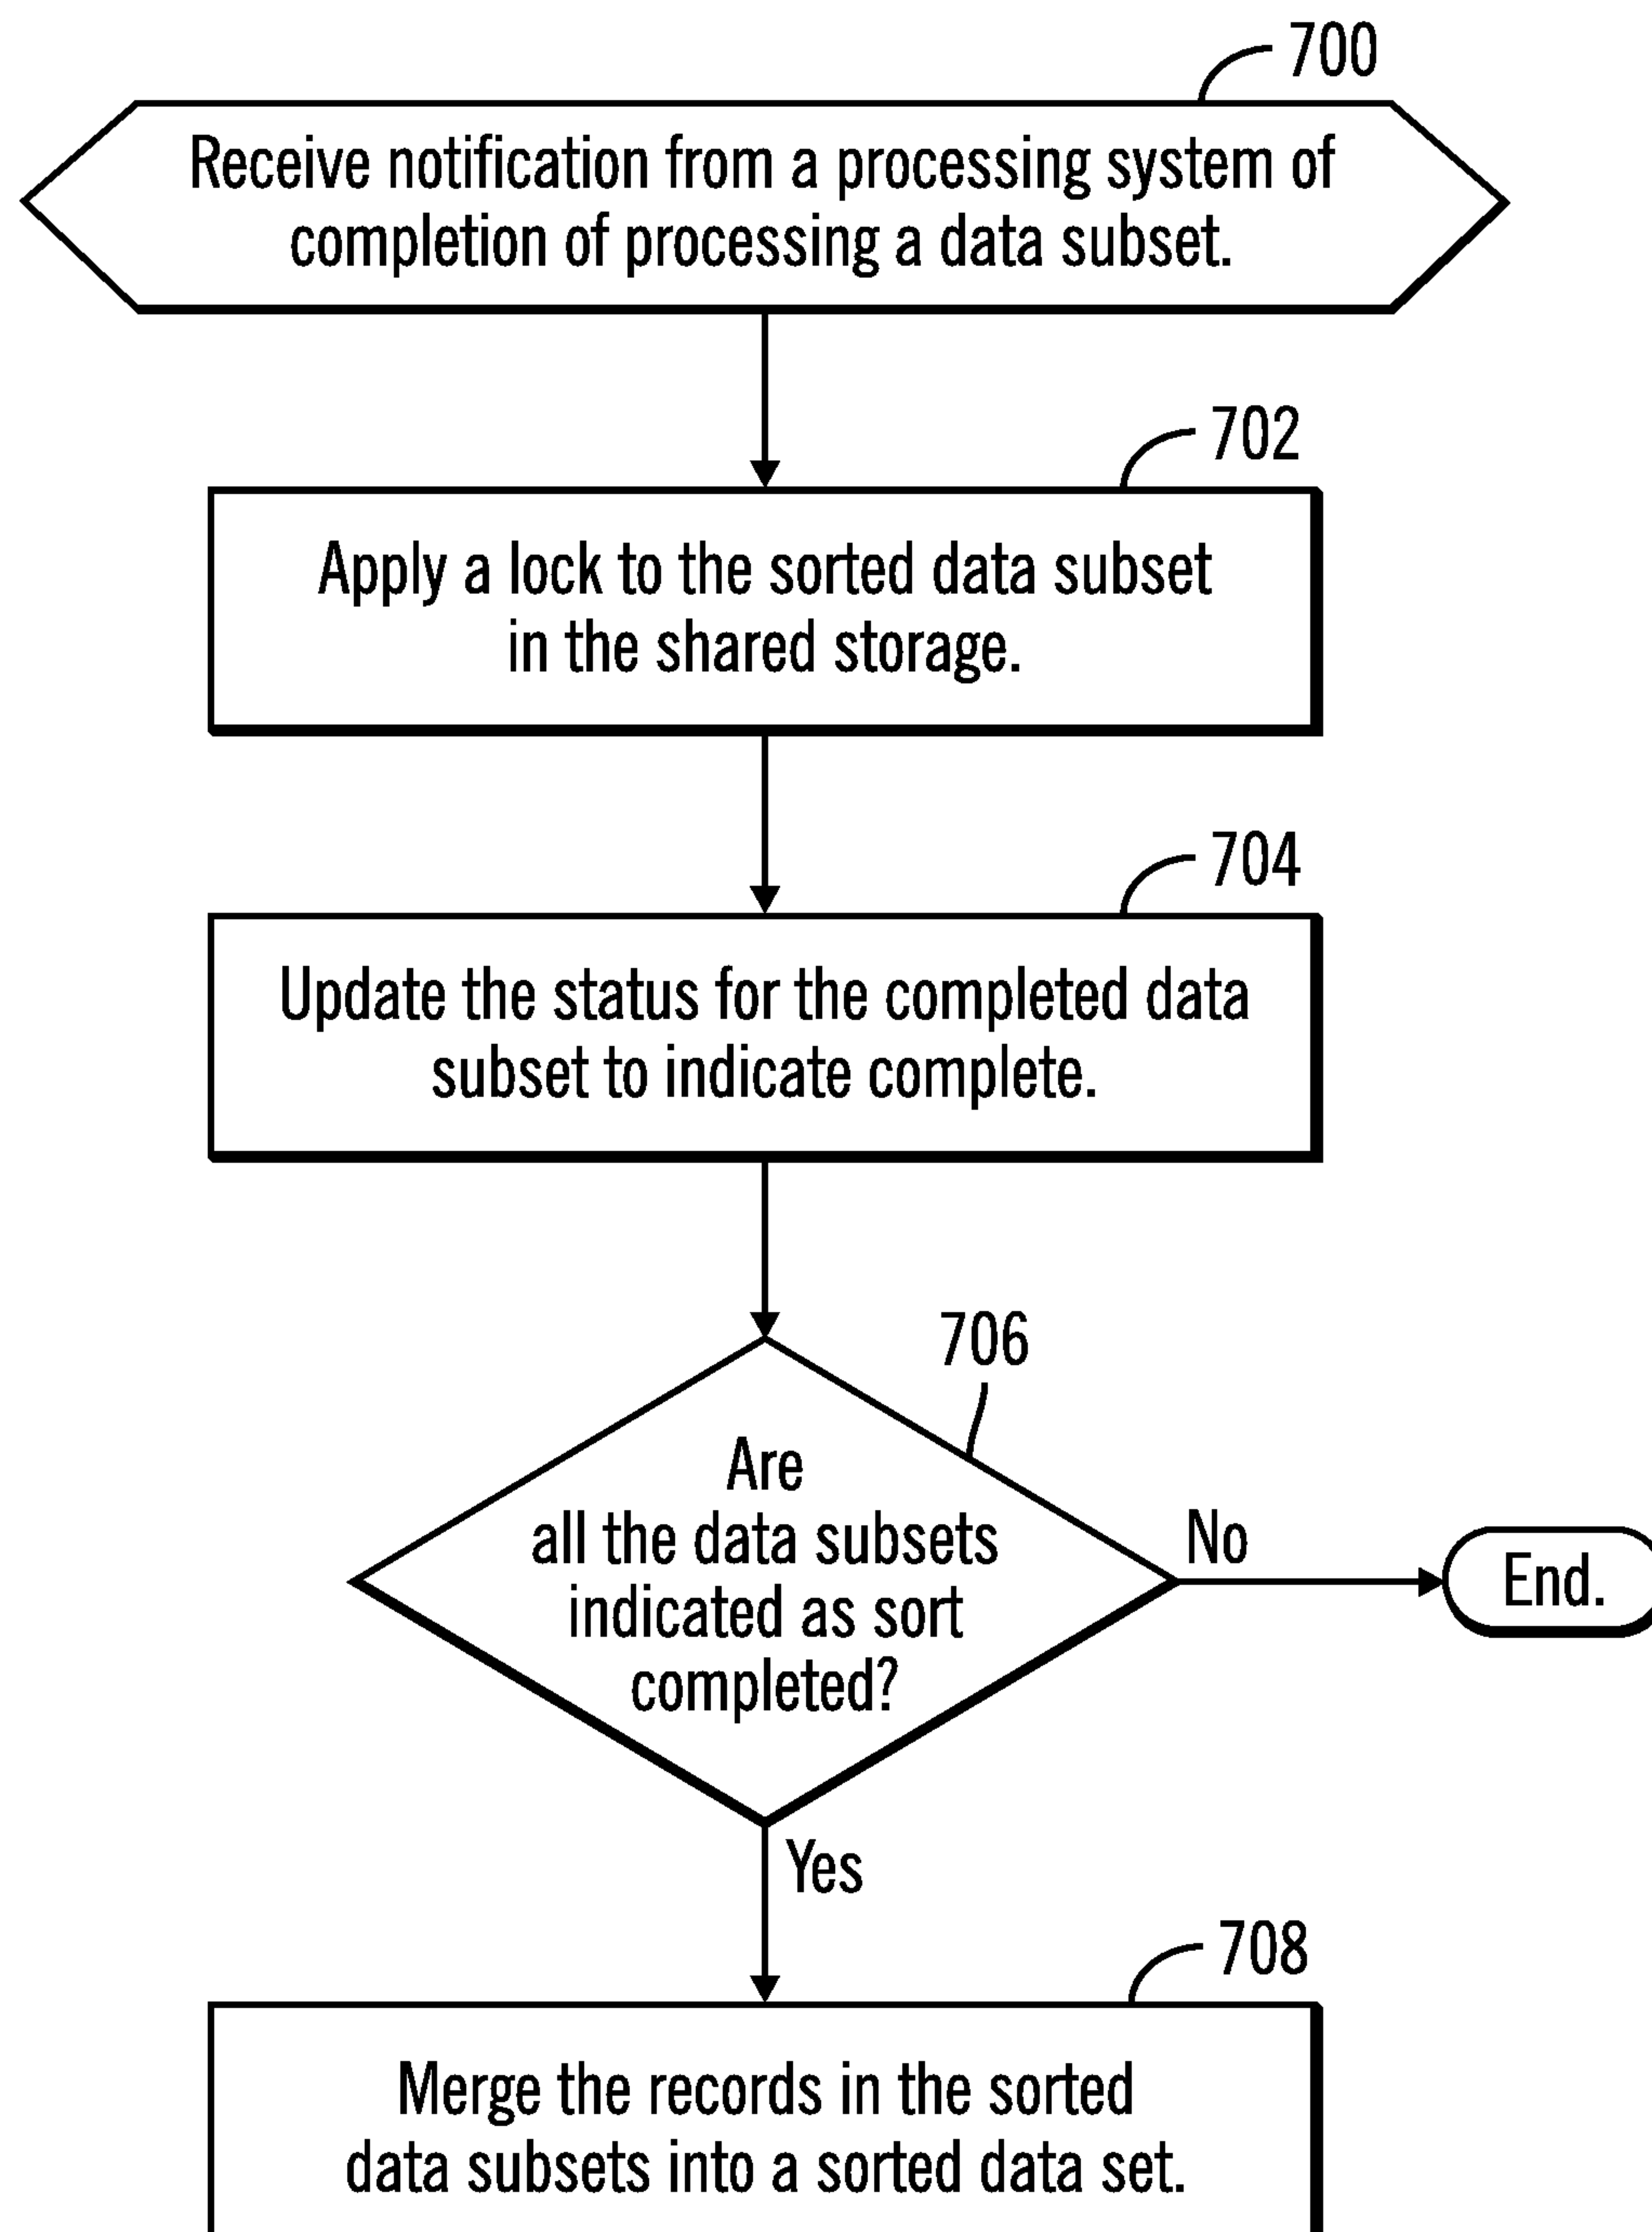 700
Receive notification from a processing system of
completion of processing a data subset.
702
Apply a lock to the sorted data subset
in the shared storage.
704
Update the status for the completed data
subset to indicate complete.
706
Are
all the data subsets
indicated as sort
completed?
No
End.
Yes
708
Merge the records in the sorted
data subsets into a sorted data set.